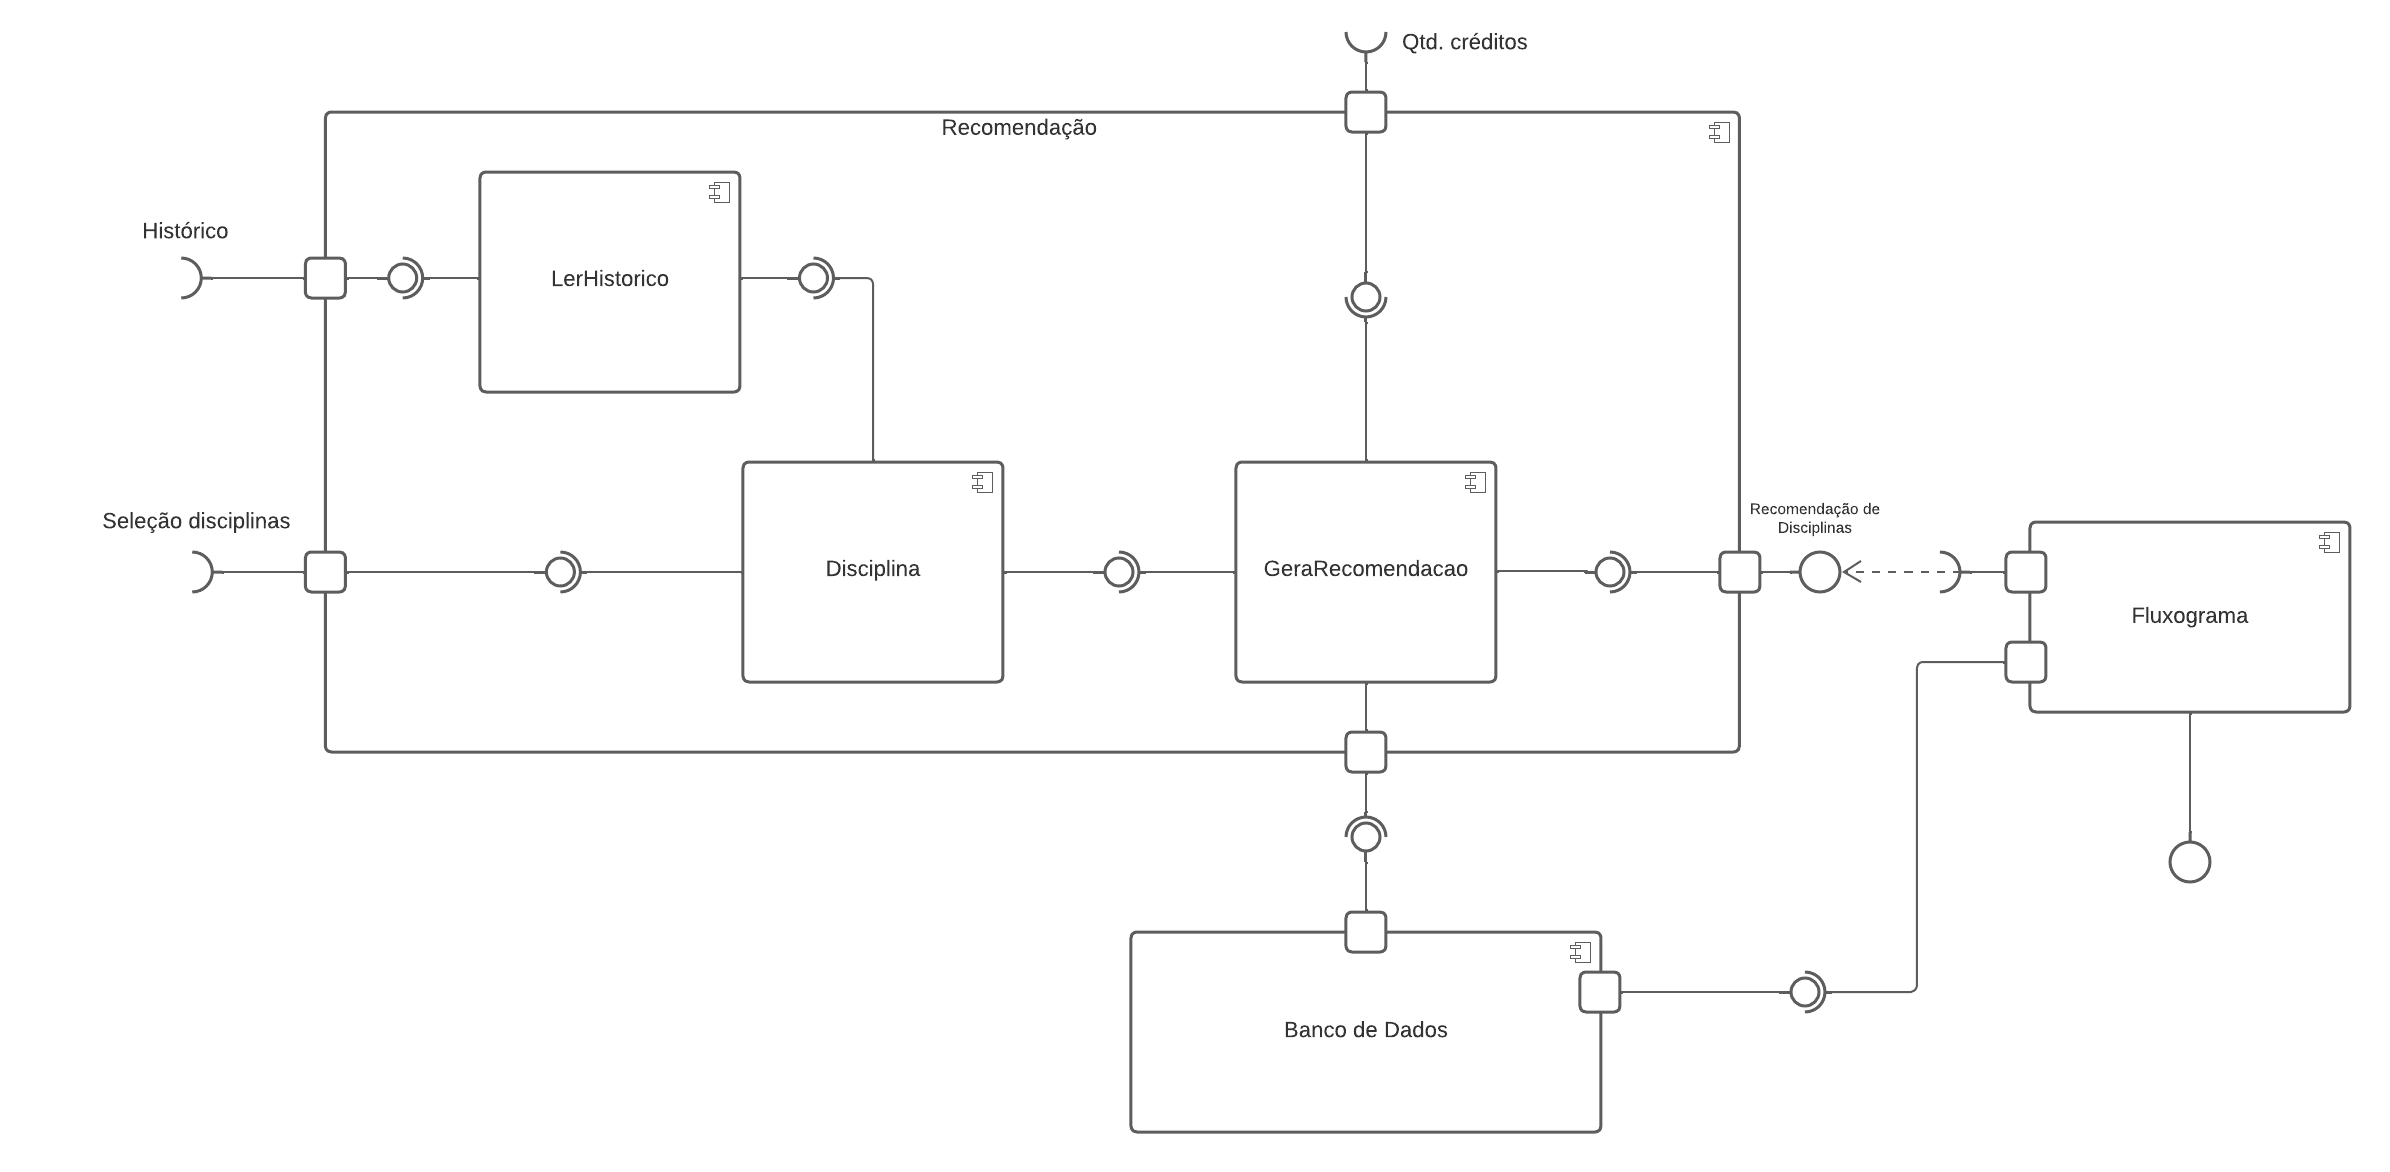 Qtd. créditos
Recomendação
Histórico
LerHistorico
Seleção disciplinas
Disciplina
GeraRecomendacao
Recomendação de
Disciplinas
Fluxograma
Banco de Dados